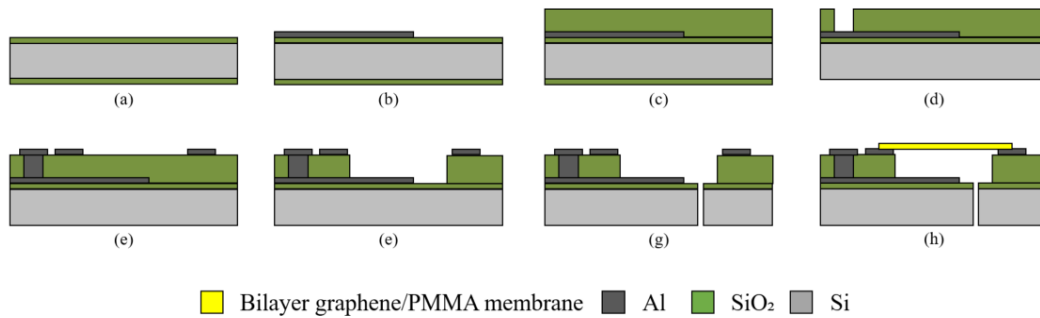 (a) (b) (c) (d)
(e) (e) (g) (h)
Bilayer graphene/PMMA membrane Al SiO₂ Si